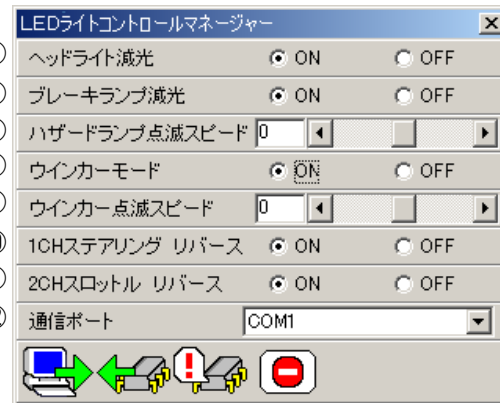 LEDライトコントロールマネージャー
ヘッドライト減光 ON OFF
ブレーキランプ減光 ON OFF
ハザードランプ点滅スピード 0
ウインカーモード ON OFF
ウインカー点滅スピード 0
1CHステアリング リバース ON OFF
2CHスロットル リバース ON OFF
通信ポート COM1